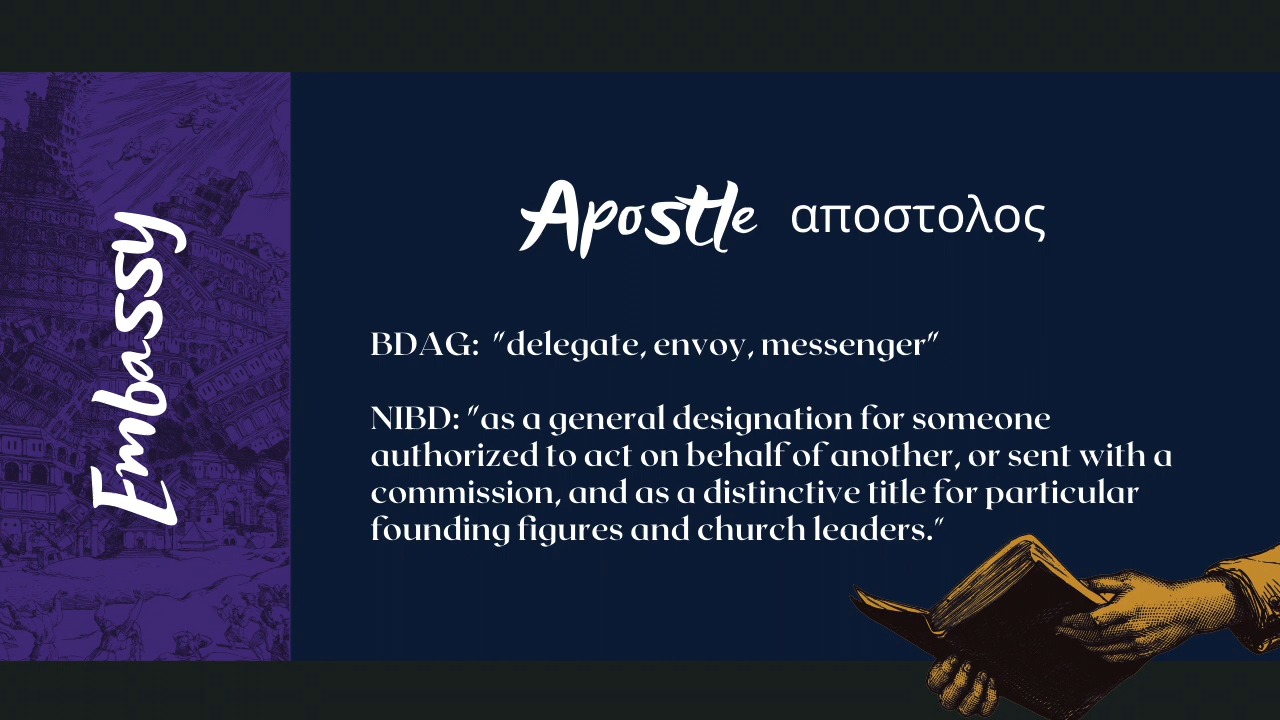 Embassy
Apostle αποστολος
BDAG: "delegate, envoy, messenger"
NIBD: "as a general designation for someone
authorized to act on behalf of another, or sent with a
commission, and as a distinctive title for particular
founding figures and church leaders."